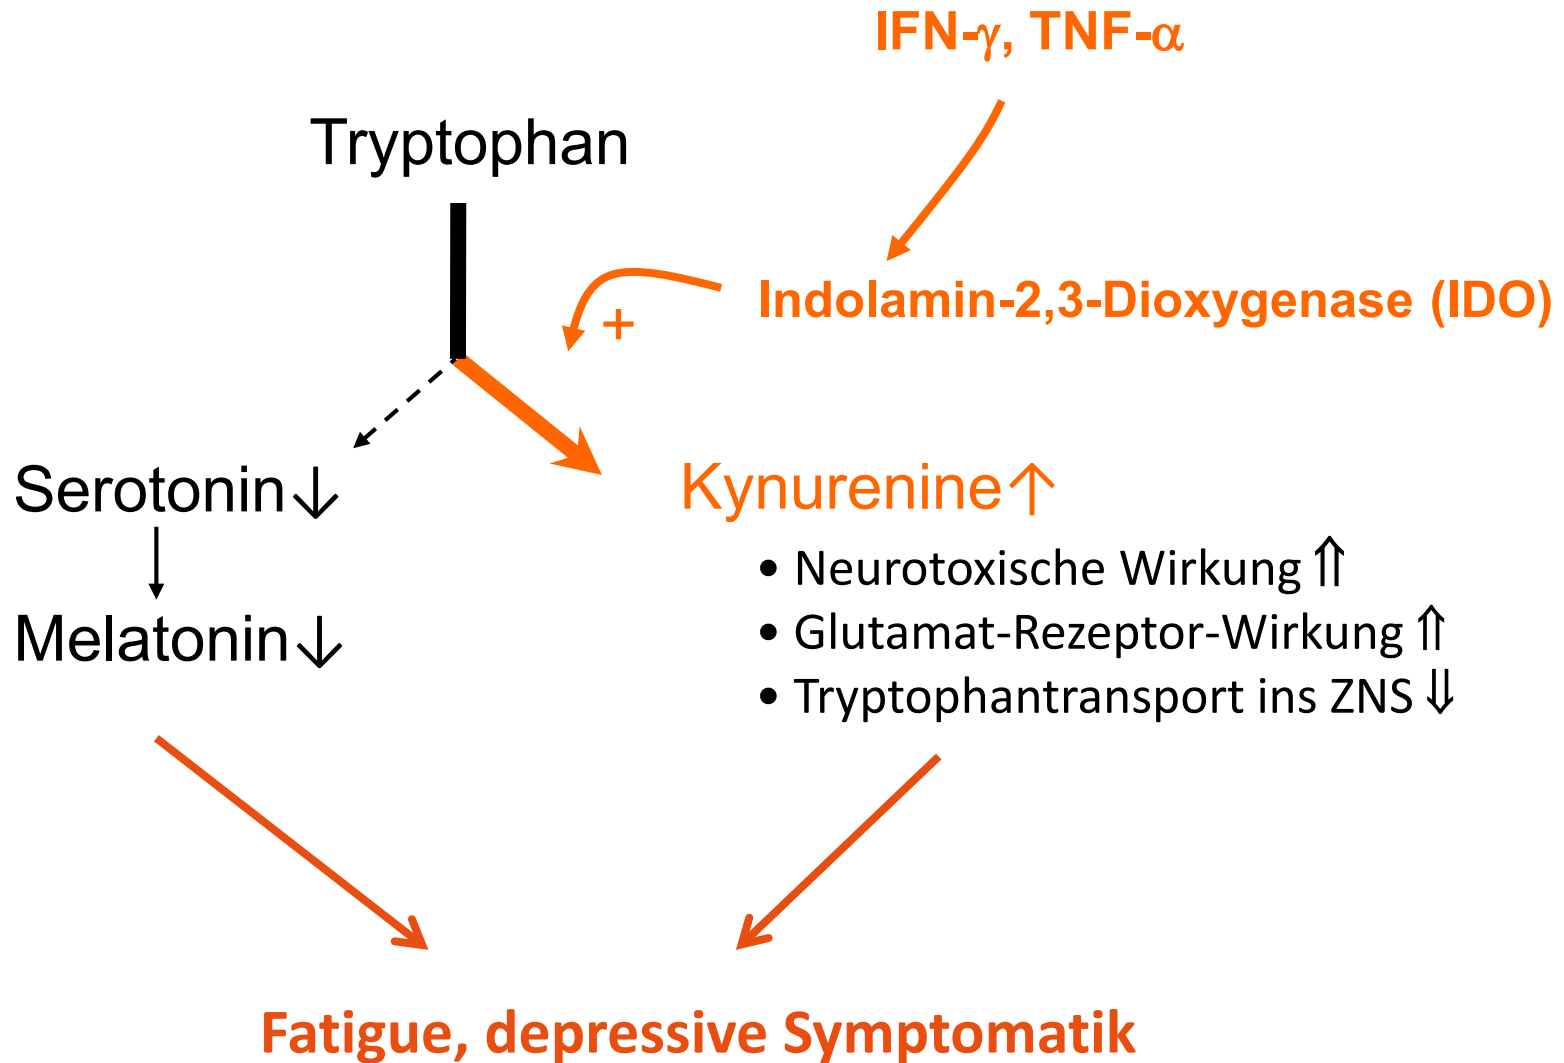 IFN-γ, TNF-α
Tryptophan
Indolamin-2,3-Dioxygenase (IDO)
+
Serotonin↓
Kynurenine↑
• Neurotoxische Wirkung ⇑
Melatonin↓
• Glutamat-Rezeptor-Wirkung ⇑
• Tryptophantransport ins ZNS ⇓
Fatigue, depressive Symptomatik